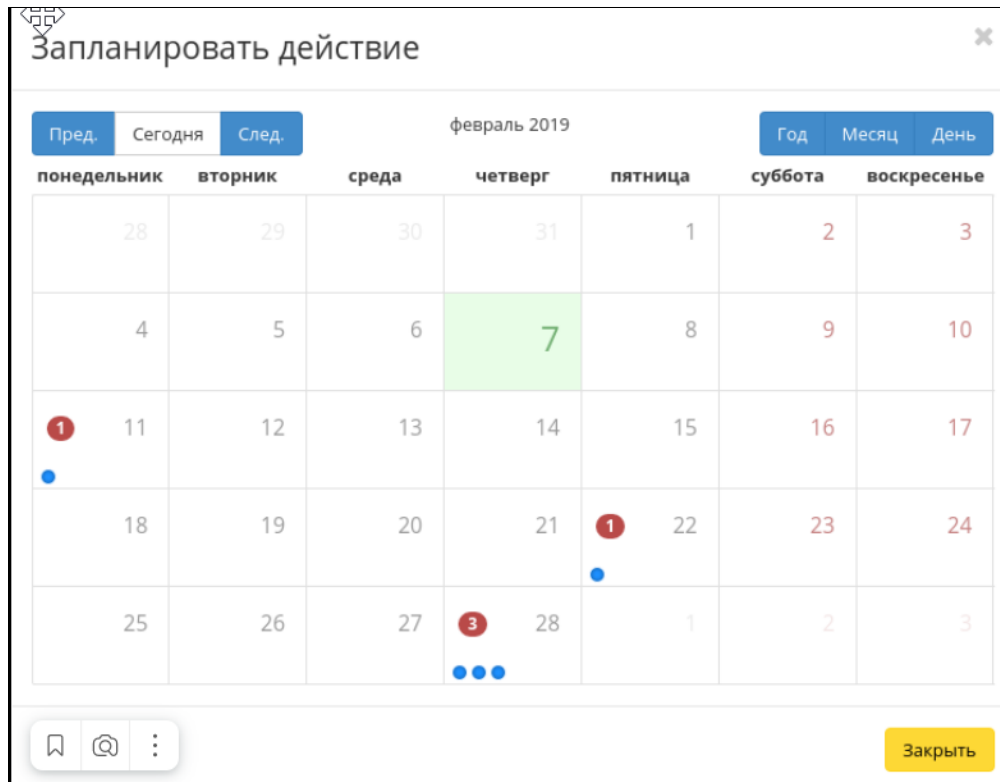 Запланировать действие
Пред. Сегодня След. февраль 2019 Год Месяц День
понедельник вторник среда четверг пятница суббота воскресенье
28 29 30 31 1 2 3
4 5 6 7 8 9 10
1 11 12 13 14 15 16 17
18 19 20 21 1 22 23 24
25 26 27 3 28 1 2 3
Закрыть